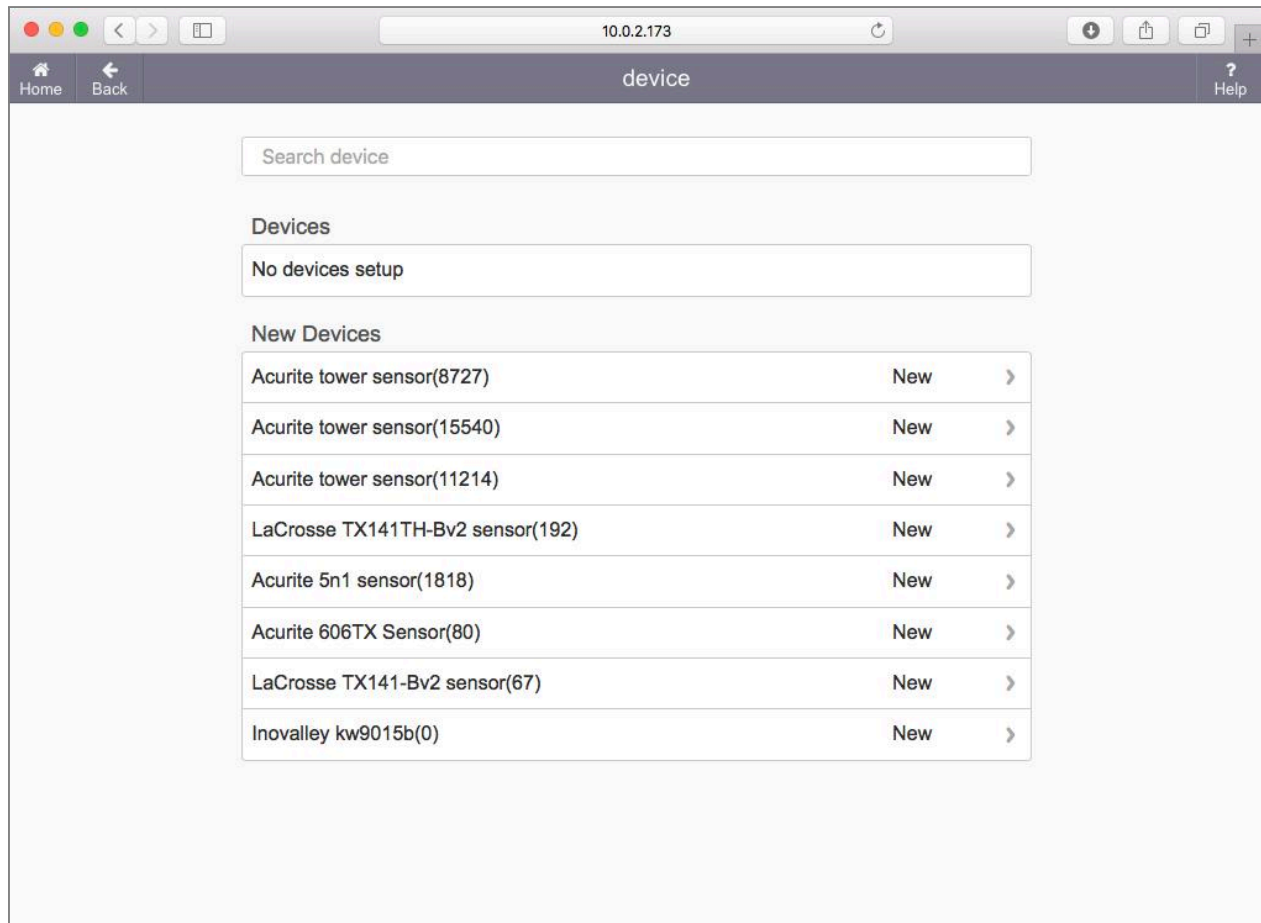 10.0.2.173
Home
Back
device
? Help
Search device
Devices
No devices setup
New Devices
Acurite tower sensor(8727) New
Acurite tower sensor(15540) New
Acurite tower sensor(11214) New
LaCrosse TX141TH-Bv2 sensor(192) New
Acurite 5n1 sensor(1818) New
Acurite 606TX Sensor(80) New
LaCrosse TX141-Bv2 sensor(67) New
Inovalley kw9015b(0) New